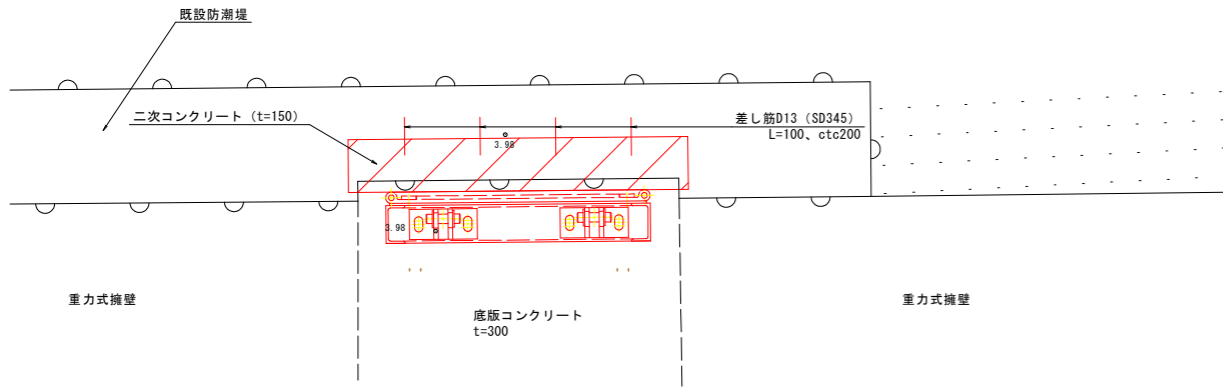 既設防潮堤
二次コンクリート（t=150）
差し筋D13（SD345）
L=100、ctc200
3.98
3.98
重力式擁壁
重力式擁壁
底版コンクリート
t=300